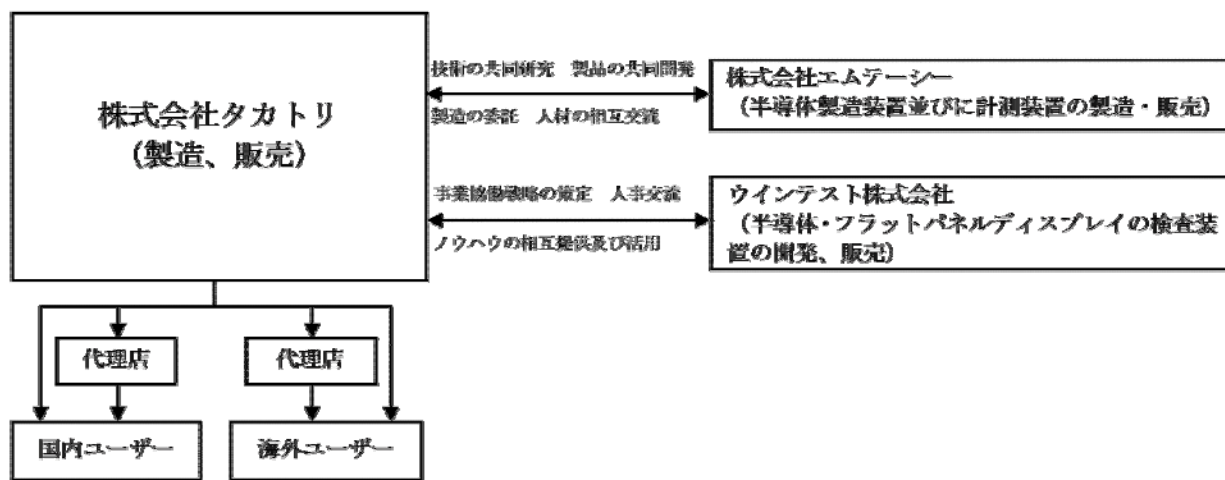 株式会社タカトリ
（製造、販売）
技術の共同研究　製品の共同開発
製造の委託　人材の相互交流
株式会社エムテーシー
（半導体製造装置並びに計測装置の製造・販売）
事業協働戦略の策定　人事交流
ノウハウの相互提供及び活用
ウインテスト株式会社
（半導体・フラットパネルディスプレイの検査装
置の開発、販売）
代理店
代理店
国内ユーザー
海外ユーザー